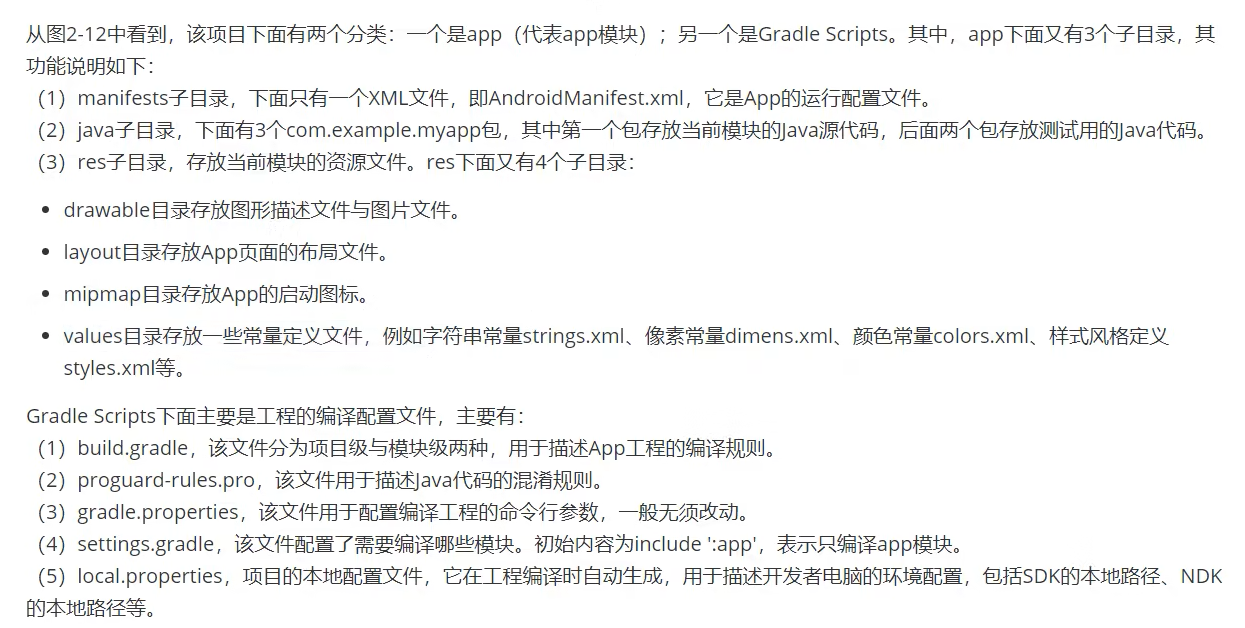 从图2-12中看到，该项目下面有两个分类：一个是app（代表app模块）；另一个是Gradle Scripts。其中，app下面又有3个子目录，其
功能说明如下：
（1）manifests子目录，下面只有一个XML文件，即AndroidManifest.xml，它是App的运行配置文件。
（2）java子目录，下面有3个com.example.myapp包，其中第一个包存放当前模块的Java源代码，后面两个包存放测试用的Java代码。
（3）res子目录，存放当前模块的资源文件。res下面又有4个子目录：
• drawable目录存放图形描述文件与图片文件。
• layout目录存放App页面的布局文件。
• mipmap目录存放App的启动图标。
• values目录存放一些常量定义文件，例如字符串常量strings.xml、像素常量dimens.xml、颜色常量colors.xml、样式风格定义
styles.xml等。
Gradle Scripts下面主要是工程的编译配置文件，主要有：
（1）build.gradle，该文件分为项目级与模块级两种，用于描述App工程的编译规则。
（2）proguard-rules.pro，该文件用于描述Java代码的混淆规则。
（3）gradle.properties，该文件用于配置编译工程的命令行参数，一般无须改动。
（4）settings.gradle，该文件配置了需要编译哪些模块。初始内容为include ':app'，表示只编译app模块。
（5）local.properties，项目的本地配置文件，它在工程编译时自动生成，用于描述开发者电脑的环境配置，包括SDK的本地路径、NDK
的本地路径等。